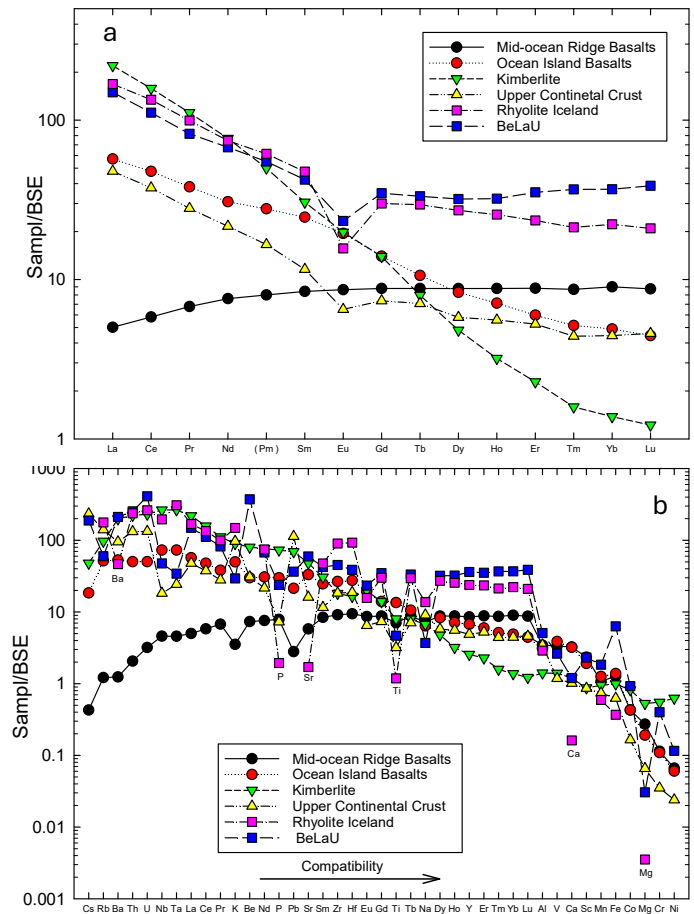 a
Sampl/BSE
100
10
1
Mid-ocean Ridge Basalts
Ocean Island Basalts
Kimberlite
Upper Continetal Crust
Rhyolite Iceland
BeLaU
La Ce Pr Nd (Pm) Sm Eu Gd Tb Dy Ho Er Tm Yb Lu
b
Sampl/BSE
1000
100
10
1
0.1
0.01
0.001
Ba
P
Sr
Ti
Ca
Mg
Mid-ocean Ridge Basalts
Ocean Island Basalts
Kimberlite
Upper Continental Crust
Rhyolite Iceland
BeLaU
Compatibility
Cs Rb Ba Th U Nb Ta La Ce Pr K Be Nd P Pb Sr Sm Zr Hf Eu Gd Ti Tb Na Dy Ho Y Er Tm Yb Lu Al V Ca Sc Mn Fe Co Mg Cr Ni